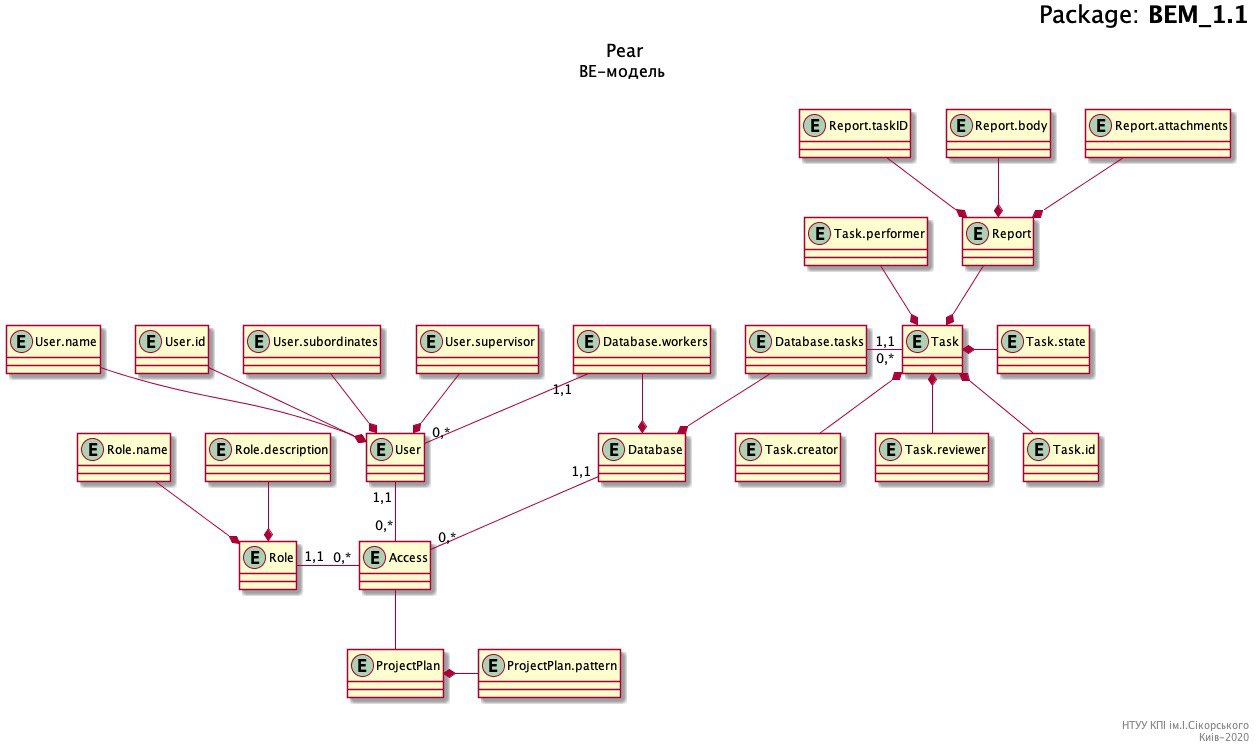 Package: BEM_1.1
Pear
BE-модель
E Report.taskID
E Report.body
E Report.attachments
E Task.performer
E Report
E User.name
E User.id
E User.subordinates
E User.supervisor
E Database.workers
E Database.tasks
1,1
0,*
E Task
E Task.state
1,1
0,*
E Role.name
E Role.description
E User
E Database
E Task.creator
E Task.reviewer
E Task.id
1,1
1,1
0,*
0,*
E Role
1,1
0,*
E Access
E ProjectPlan
E ProjectPlan.pattern
НТУУ КПІ ім.І.Сікорського
Київ-2020